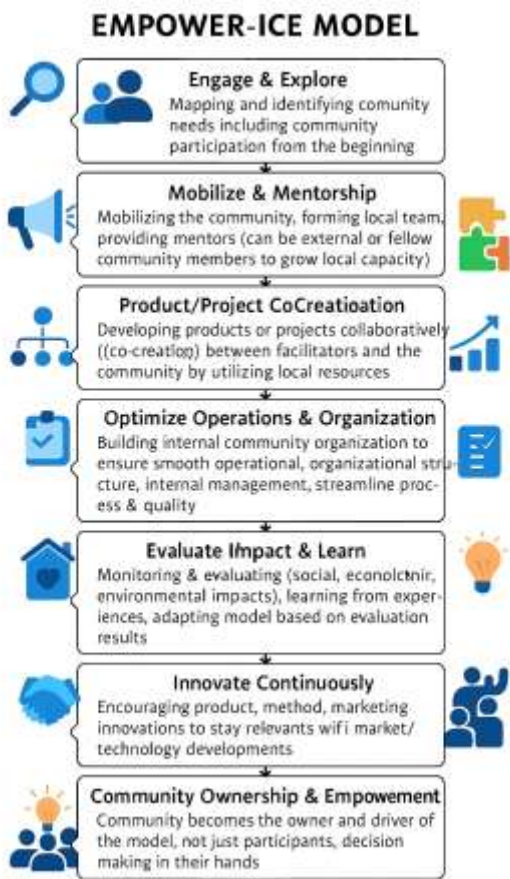 EMPOWER-ICE MODEL
Engage & Explore
Mapping and identifying comunity
needs including community
participation from the beginning
Mobilize & Mentorship
Mobilizing the community, forming local team,
providing mentors (can be external or fellow
community members to grow local capacity)
Product/Project CoCreatioation
Developing products or projects collaboratively
((co-creation) between facilitators and the
community by utilizing local resources
Optimize Operations & Organization
Building internal community organization to
ensure smooth operational, organizational stru-
cture, internal management, streamline proc-
ess & quality
Evaluate Impact & Learn
Monitoring & evaluating (social, econolcnir,
environmental impacts), learning from exper-
iences, adapting model based on evaluation
results
Innovate Continuously
Encouraging product, method, marketing
innovations to stay relevants wifi market/
technology developments
Community Ownership & Empowement
Community becomes the owner and driver of
the model, not just participants, decision
making in their hands